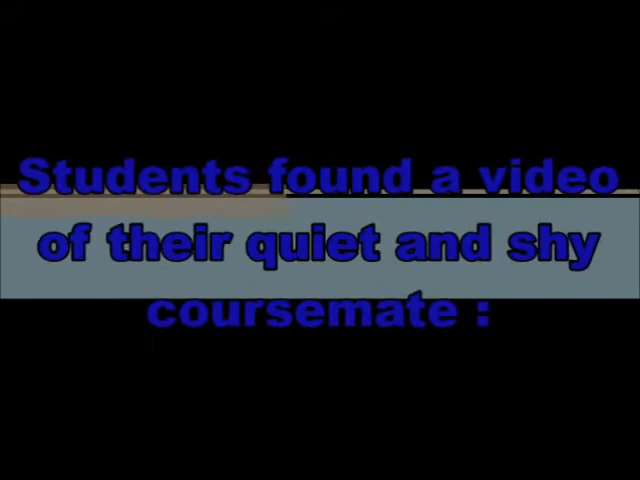 Students found a video
of their quiet and shy
coursemate :